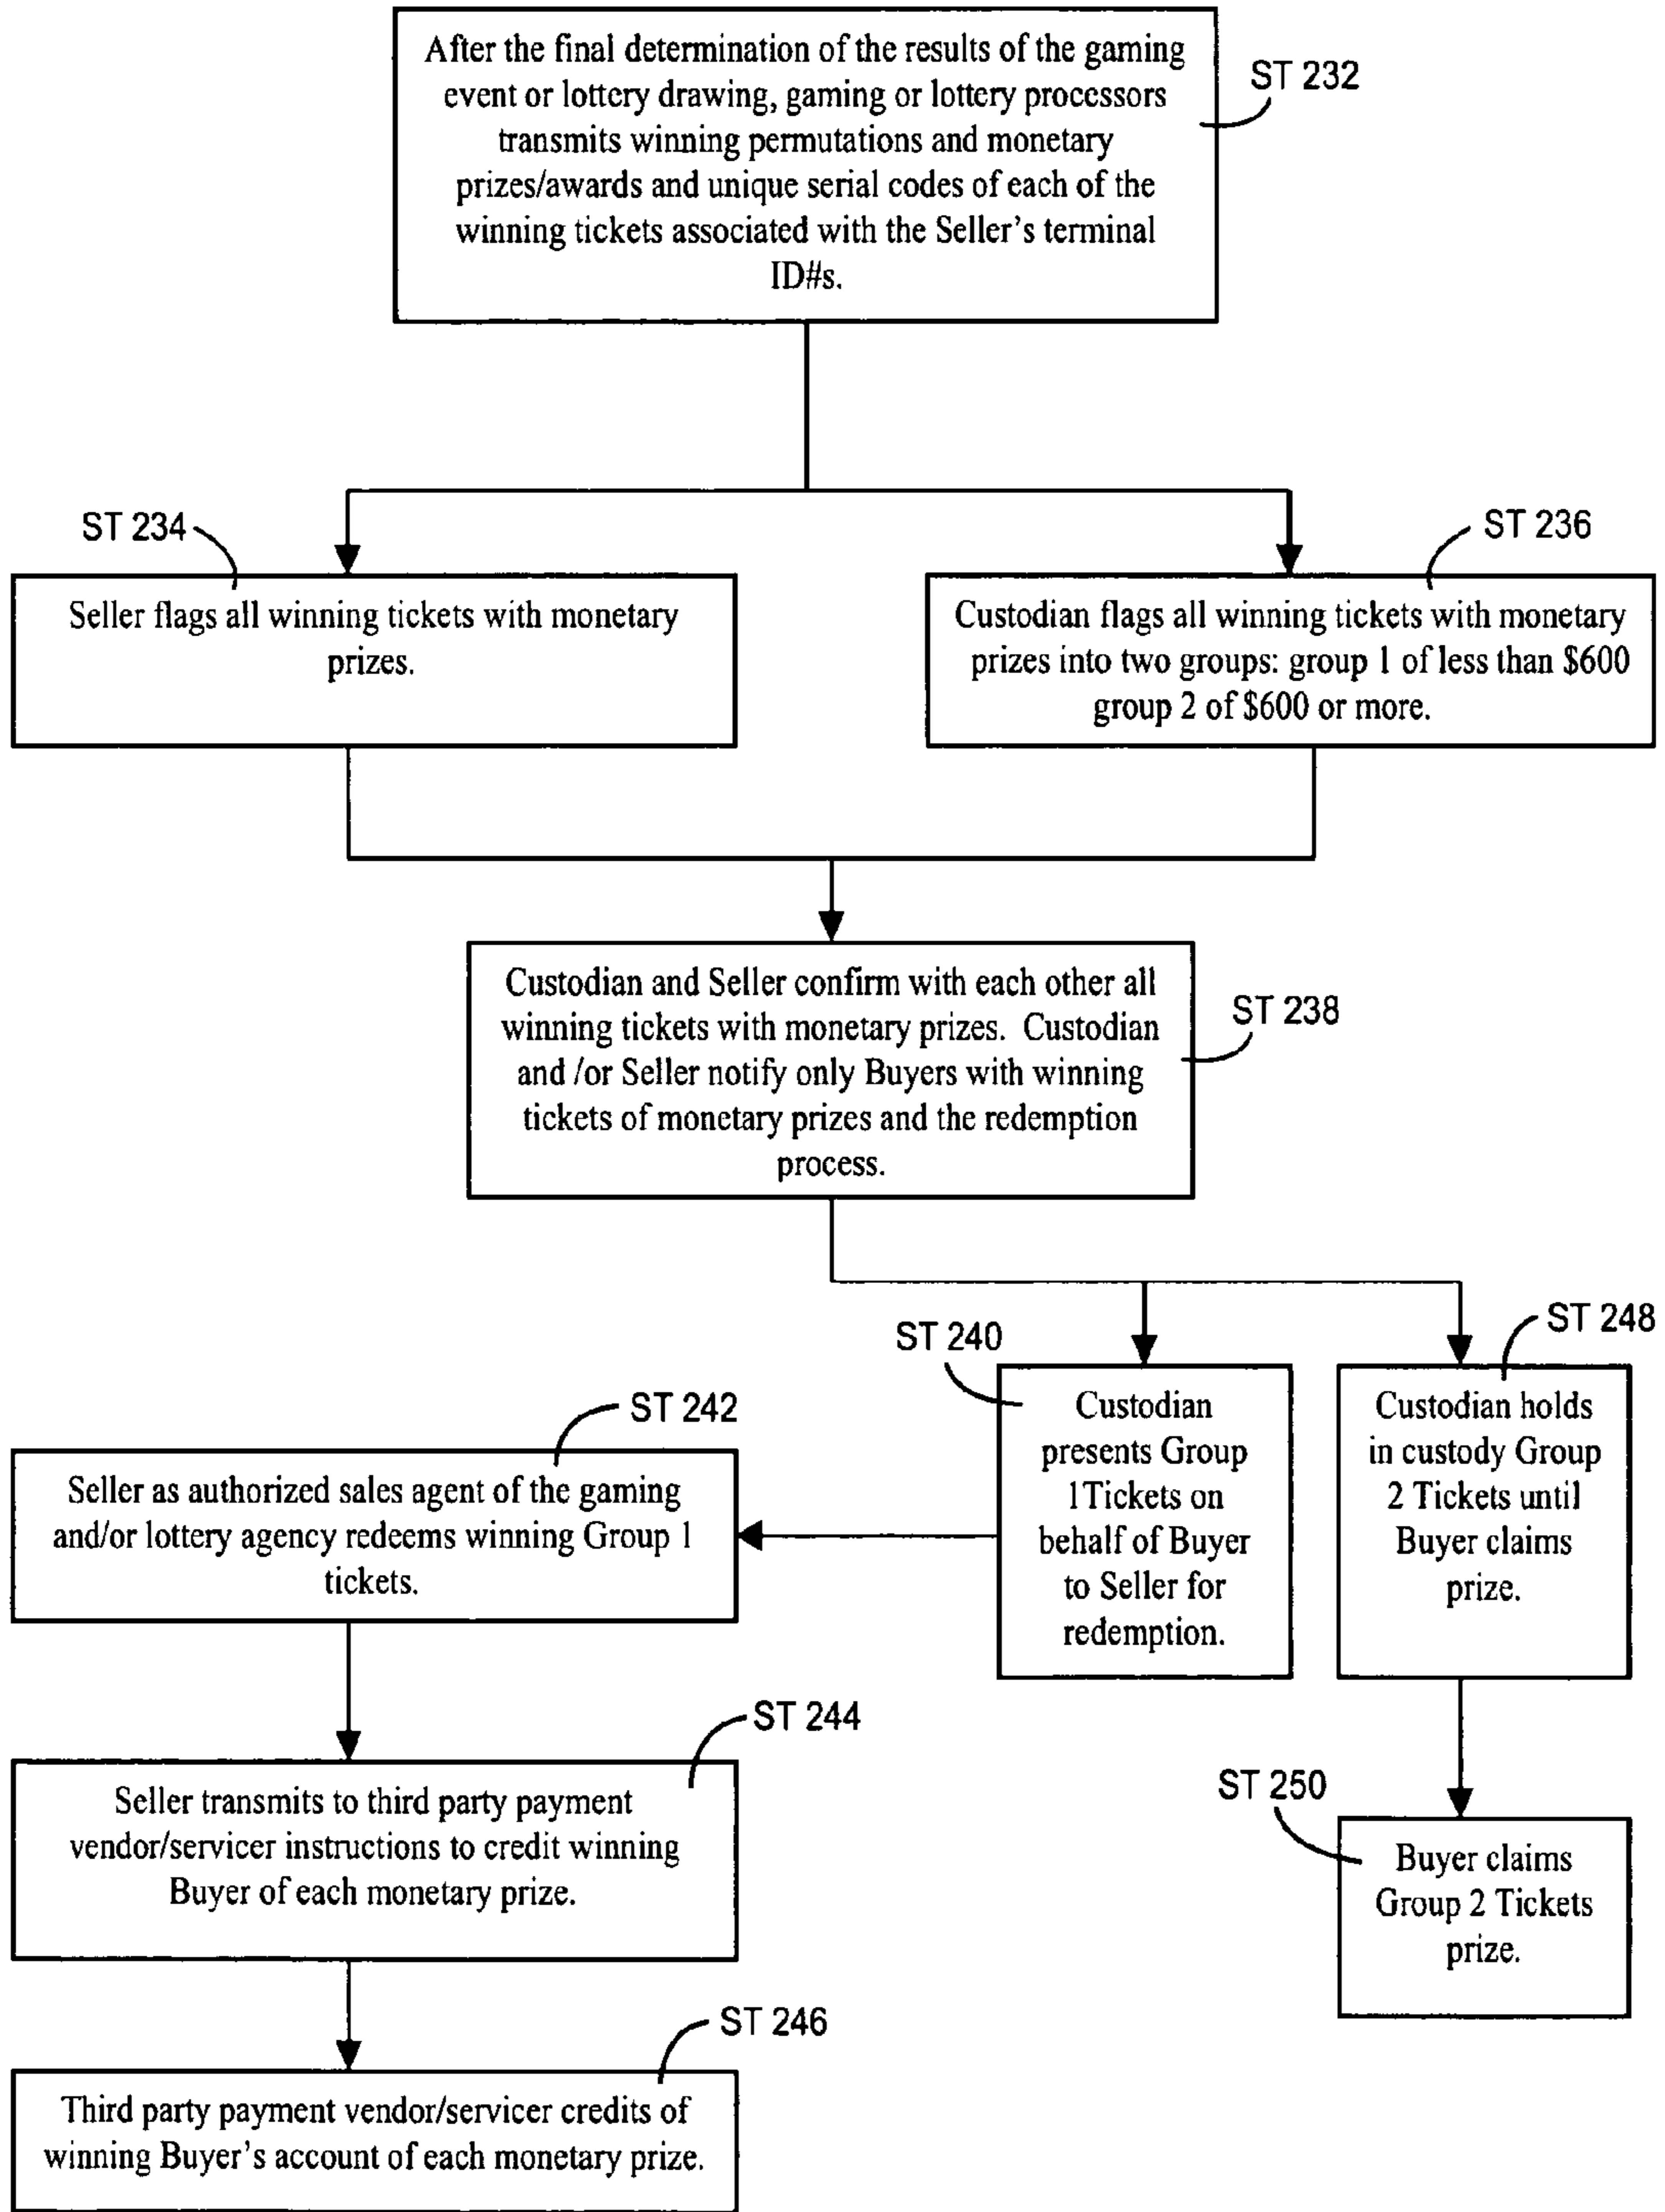 After the final determination of the results of the gaming
event or lottery drawing, gaming or lottery processors
transmits winning permutations and monetary
prizes/awards and unique serial codes of each of the
winning tickets associated with the Seller's terminal
ID#s.
ST 232
ST 234
Seller flags all winning tickets with monetary
prizes.
ST 236
Custodian flags all winning tickets with monetary
prizes into two groups: group 1 of less than $600
group 2 of $600 or more.
Custodian and Seller confirm with each other all
winning tickets with monetary prizes. Custodian
and /or Seller notify only Buyers with winning
tickets of monetary prizes and the redemption
process.
ST 238
ST 240
Custodian
presents Group
1Tickets on
behalf of Buyer
to Seller for
redemption.
ST 248
Custodian holds
in custody Group
2 Tickets until
Buyer claims
prize.
ST 242
Seller as authorized sales agent of the gaming
and/or lottery agency redeems winning Group 1
tickets.
ST 244
Seller transmits to third party payment
vendor/servicer instructions to credit winning
Buyer of each monetary prize.
ST 250
Buyer claims
Group 2 Tickets
prize.
ST 246
Third party payment vendor/servicer credits of
winning Buyer's account of each monetary prize.